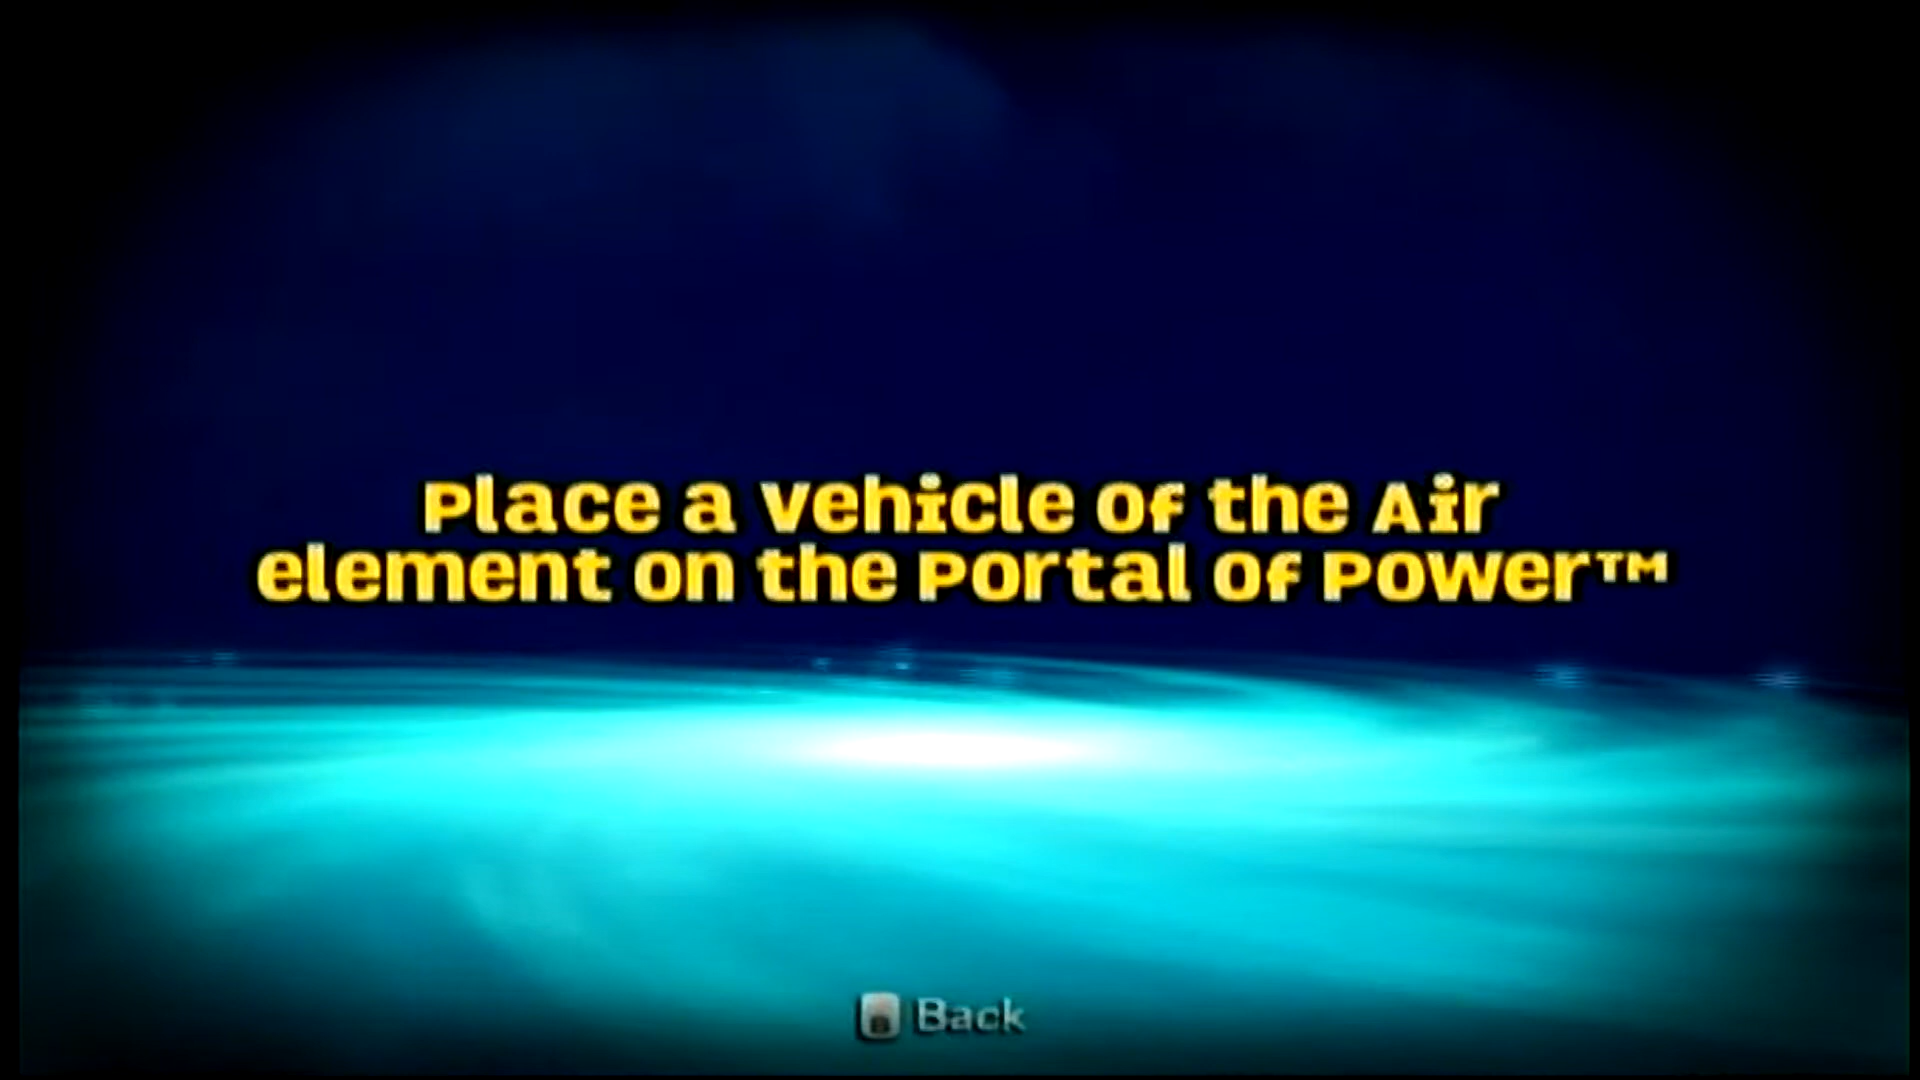 Place a vehicle of the Air
element on the Portal of Power™
Back